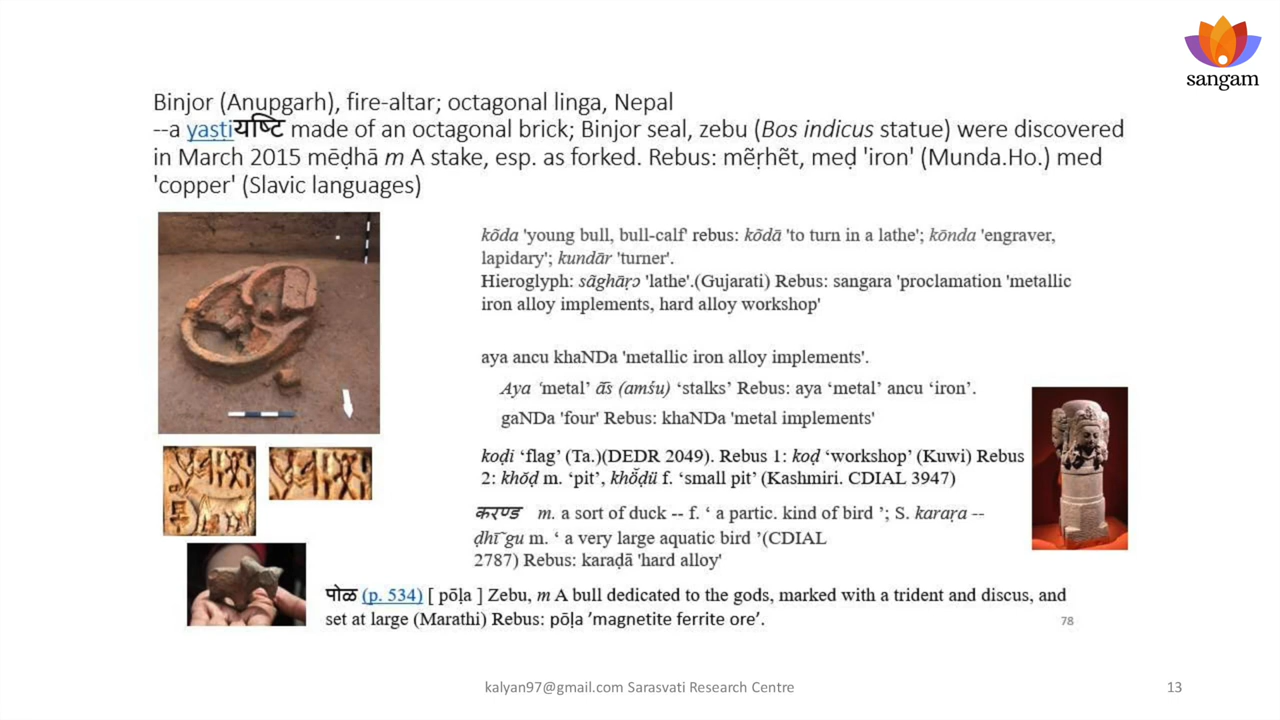 sangam
Binjor (Anupgarh), fire-altar; octagonal linga, Nepal
--a yaṣṭiयष्टि made of an octagonal brick; Binjor seal, zebu (Bos indicus statue) were discovered
in March 2015 mēḍhā m A stake, esp. as forked. Rebus: mẽṛhẽt, meḍ 'iron' (Munda.Ho.) med
'copper' (Slavic languages)
kõda 'young bull, bull-calf' rebus: kõdā 'to turn in a lathe'; kōnda 'engraver,
lapidary'; kundār 'turner'.
Hieroglyph: sãghāṛɔ 'lathe'.(Gujarati) Rebus: sangara 'proclamation 'metallic
iron alloy implements, hard alloy workshop'
aya ancu khaNDa 'metallic iron alloy implements'.
Aya ‘metal’ ā̃s (amśu) ‘stalks’ Rebus: aya ‘metal’ ancu ‘iron’.
gaNDa 'four' Rebus: khaNDa 'metal implements'
koḍi ‘flag’ (Ta.)(DEDR 2049). Rebus 1: koḍ ‘workshop’ (Kuwi) Rebus
2: khŏḍ m. ‘pit’, khŏ̄ḍü f. ‘small pit’ (Kashmiri. CDIAL 3947)
करण्ड m. a sort of duck -- f. ‘ a partic. kind of bird ’; S. karaṛa --
ḍhī˜gu m. ‘ a very large aquatic bird ’(CDIAL
2787) Rebus: karaḍā 'hard alloy'
पोळ (p. 534) [ pōḷa ] Zebu, m A bull dedicated to the gods, marked with a trident and discus, and
set at large (Marathi) Rebus: pōḷa ‘magnetite ferrite ore’.
78
kalyan97@gmail.com Sarasvati Research Centre
13